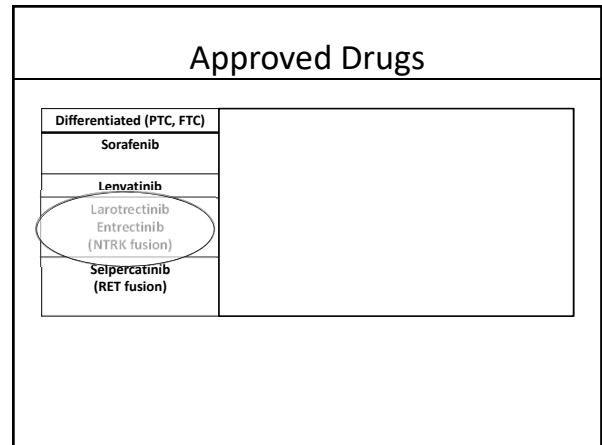 Approved Drugs
Differentiated (PTC, FTC)
Sorafenib
Lenvatinib
Larotrectinib
Entrectinib
(NTRK fusion)
Selpercatinib
(RET fusion)